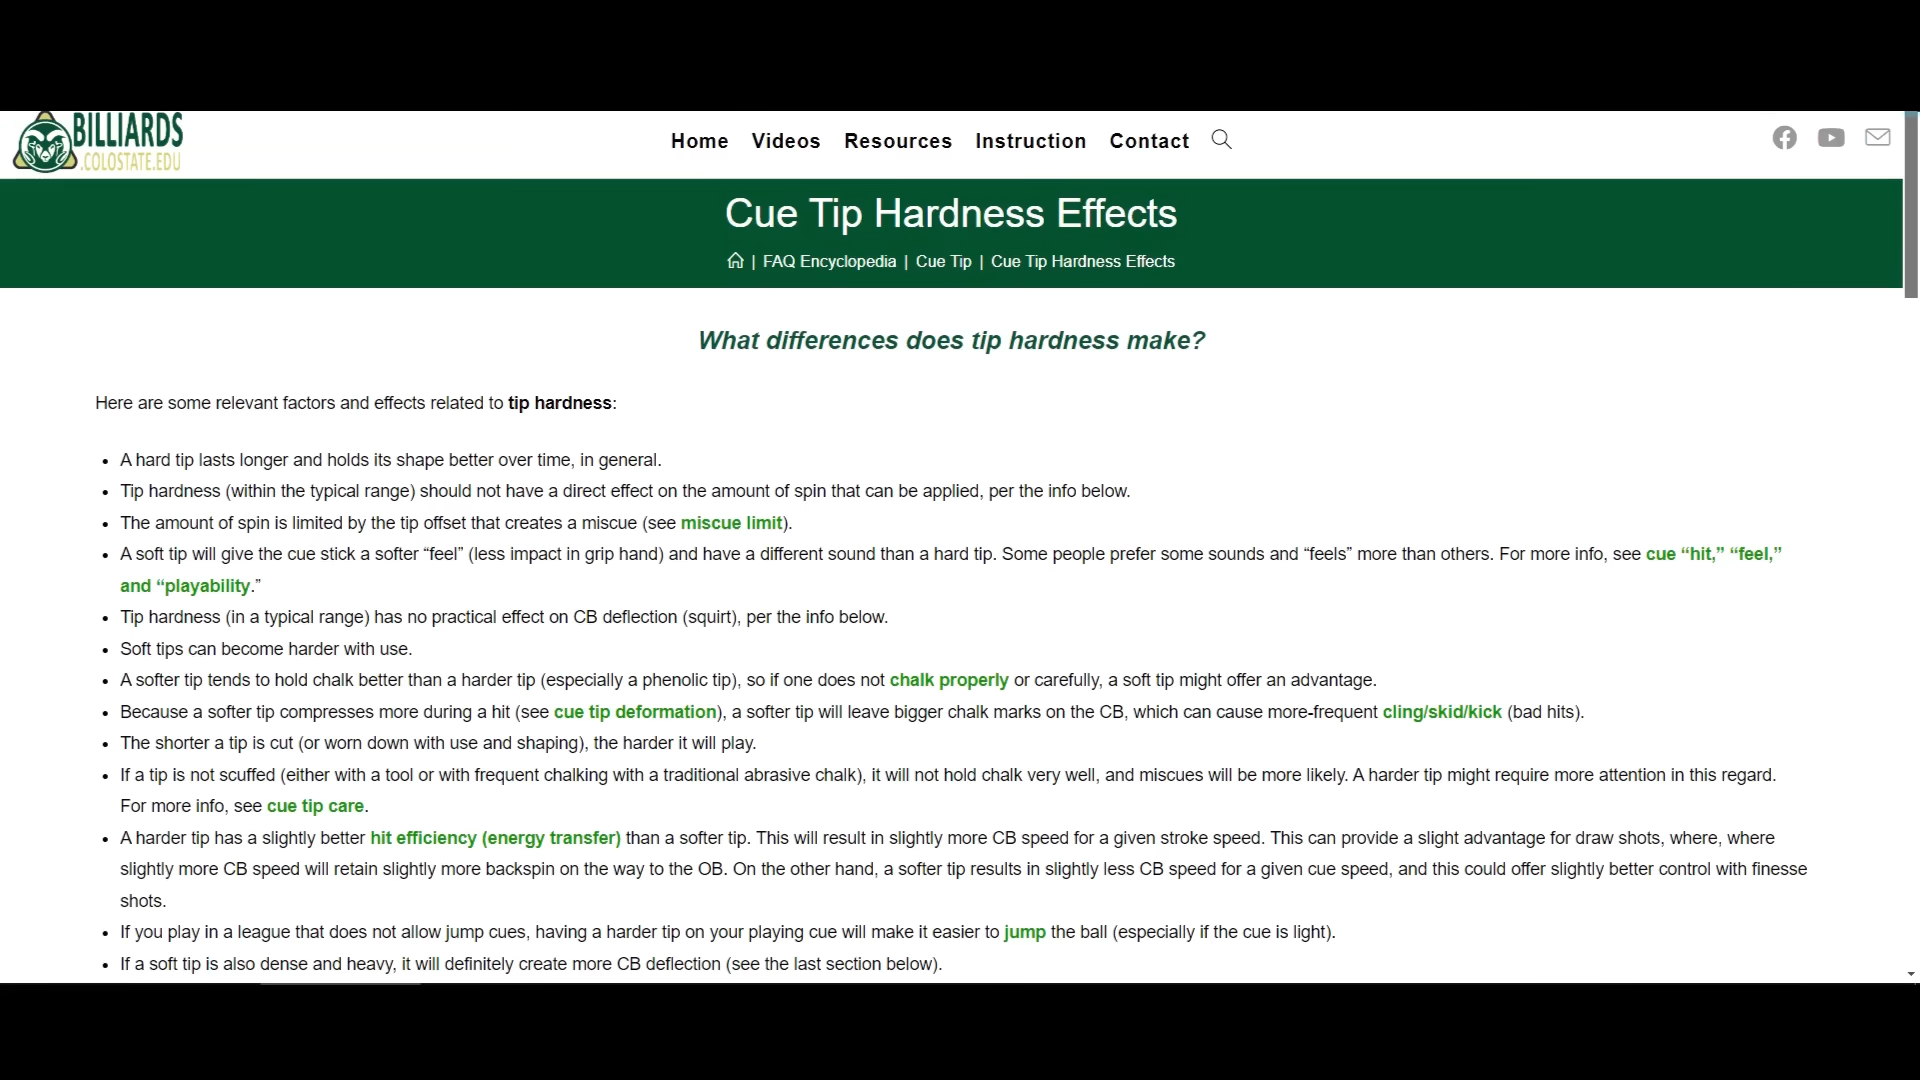 BILLIARDS
.COLOSTATE.EDU
Home Videos Resources Instruction Contact
Cue Tip Hardness Effects
| FAQ Encyclopedia | Cue Tip | Cue Tip Hardness Effects
What differences does tip hardness make?
Here are some relevant factors and effects related to tip hardness:
• A hard tip lasts longer and holds its shape better over time, in general.
• Tip hardness (within the typical range) should not have a direct effect on the amount of spin that can be applied, per the info below.
• The amount of spin is limited by the tip offset that creates a miscue (see miscue limit).
• A soft tip will give the cue stick a softer “feel” (less impact in grip hand) and have a different sound than a hard tip. Some people prefer some sounds and “feels” more than others. For more info, see cue “hit,” “feel,”
and “playability.”
• Tip hardness (in a typical range) has no practical effect on CB deflection (squirt), per the info below.
• Soft tips can become harder with use.
• A softer tip tends to hold chalk better than a harder tip (especially a phenolic tip), so if one does not chalk properly or carefully, a soft tip might offer an advantage.
• Because a softer tip compresses more during a hit (see cue tip deformation), a softer tip will leave bigger chalk marks on the CB, which can cause more-frequent cling/skid/kick (bad hits).
• The shorter a tip is cut (or worn down with use and shaping), the harder it will play.
• If a tip is not scuffed (either with a tool or with frequent chalking with a traditional abrasive chalk), it will not hold chalk very well, and miscues will be more likely. A harder tip might require more attention in this regard.
For more info, see cue tip care.
• A harder tip has a slightly better hit efficiency (energy transfer) than a softer tip. This will result in slightly more CB speed for a given stroke speed. This can provide a slight advantage for draw shots, where, where
slightly more CB speed will retain slightly more backspin on the way to the OB. On the other hand, a softer tip results in slightly less CB speed for a given cue speed, and this could offer slightly better control with finesse
shots.
• If you play in a league that does not allow jump cues, having a harder tip on your playing cue will make it easier to jump the ball (especially if the cue is light).
• If a soft tip is also dense and heavy, it will definitely create more CB deflection (see the last section below).